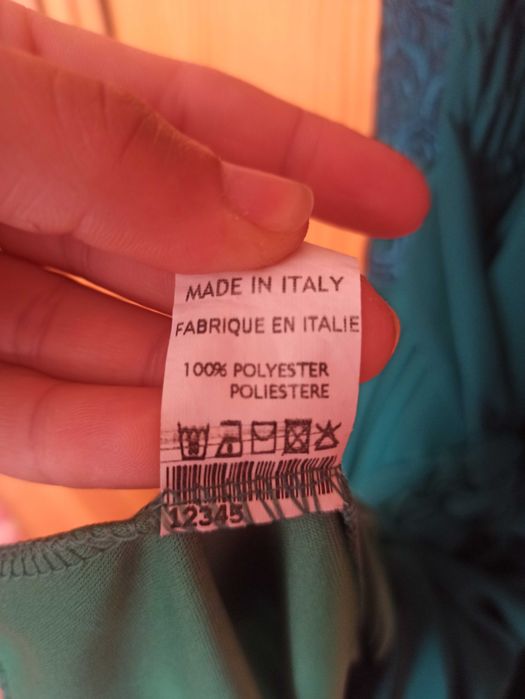 MADE IN ITALY
FABRIQUE EN ITALIE
100% POLYESTER
POLIESTERE
12345